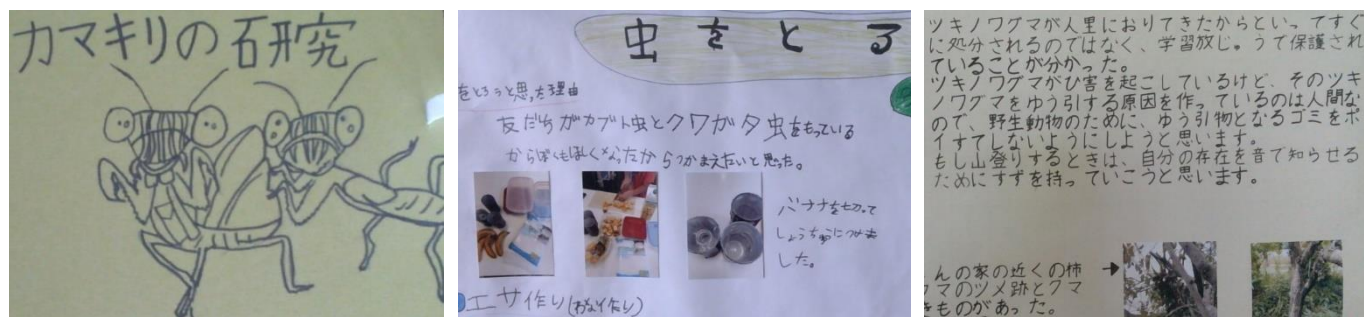 カマキリの研究
虫をとる
をとろうと思った理由
友だちがカブト虫とクワガタ虫をもっている
からぼくもほしくなったからつかまえたいと思った。
バナナを切って
しょうちゅうにつけま
した。
エサ作り(わな作り)
ツキノワグマが人里におりてきたからといってすぐ
に処分されるのではなく、学習放じ。うで保護され
ていることが分かった。
ツキノワグマがひ害を起こしているけど、そのツキ
ノワグマをゆう引する原因を作っているのは人間な
ので、野生動物のために、ゆう引物となるゴミをポ
イすてしないようにしようと思います。
もし山登りするときは、自分の存在を音で知らせる
ためにすずを持っていこうと思います。
んの家の近くの柿
クマのツメ跡とクマ
きものがあった。